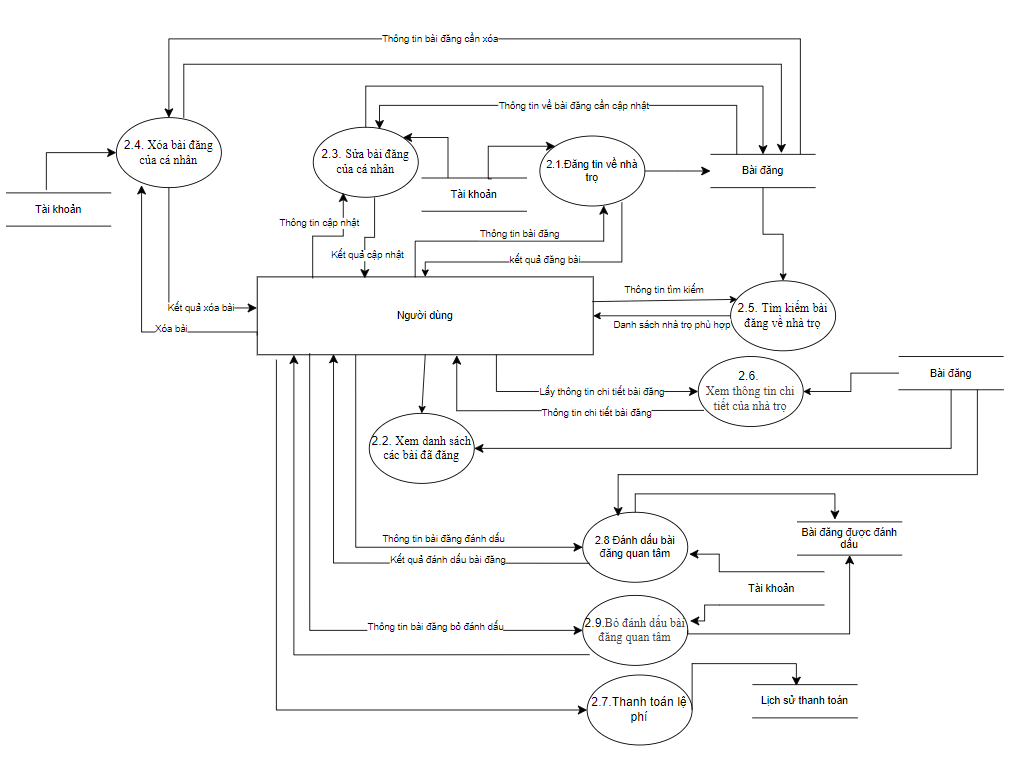 Thông tin bài đăng cần xóa
Thông tin về bài đăng cần cập nhật
2.4. Xóa bài đăng
của cá nhân
2.3. Sửa bài đăng
của cá nhân
2.1.Đăng tin về nhà
trọ
Bài đăng
Tài khoản
Tài khoản
Thông tin cập nhật
Thông tin bài đăng
Kết quả cập nhật
kết quả đăng bài
Thông tin tìm kiếm
Kết quả xóa bài
Người dùng
2.5. Tìm kiếm bài
đăng về nhà trọ
Xóa bài
Danh sách nhà trọ phù hợp
2.6.
Xem thông tin chi
tiết của nhà trọ
Bài đăng
Lấy thông tin chi tiết bài đăng
Thông tin chi tiết bài đăng
2.2. Xem danh sách
các bài đã đăng
Thông tin bài đăng đánh dấu
2.8 Đánh dấu bài
đăng quan tâm
Bài đăng được đánh
dấu
Kết quả đánh dấu bài đăng
Tài khoản
Thông tin bài đăng bỏ đánh dấu
2.9.Bỏ đánh dấu bài
đăng quan tâm
2.7.Thanh toán lệ
phí
Lịch sử thanh toán